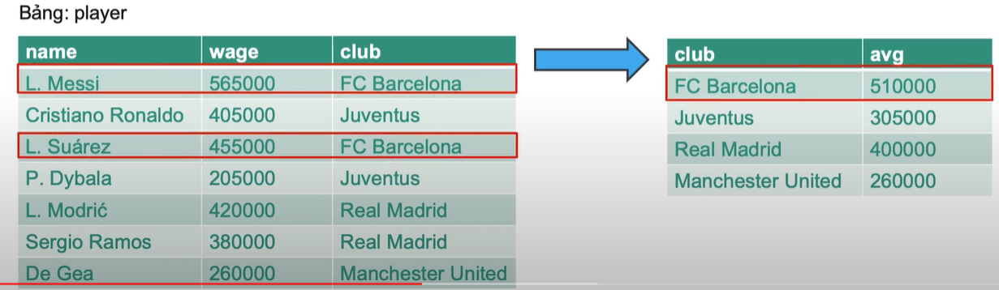 Bảng: player
name wage club
L. Messi 565000 FC Barcelona
Cristiano Ronaldo 405000 Juventus
L. Suárez 455000 FC Barcelona
P. Dybala 205000 Juventus
L. Modrić 420000 Real Madrid
Sergio Ramos 380000 Real Madrid
De Gea 260000 Manchester United
club avg
FC Barcelona 510000
Juventus 305000
Real Madrid 400000
Manchester United 260000